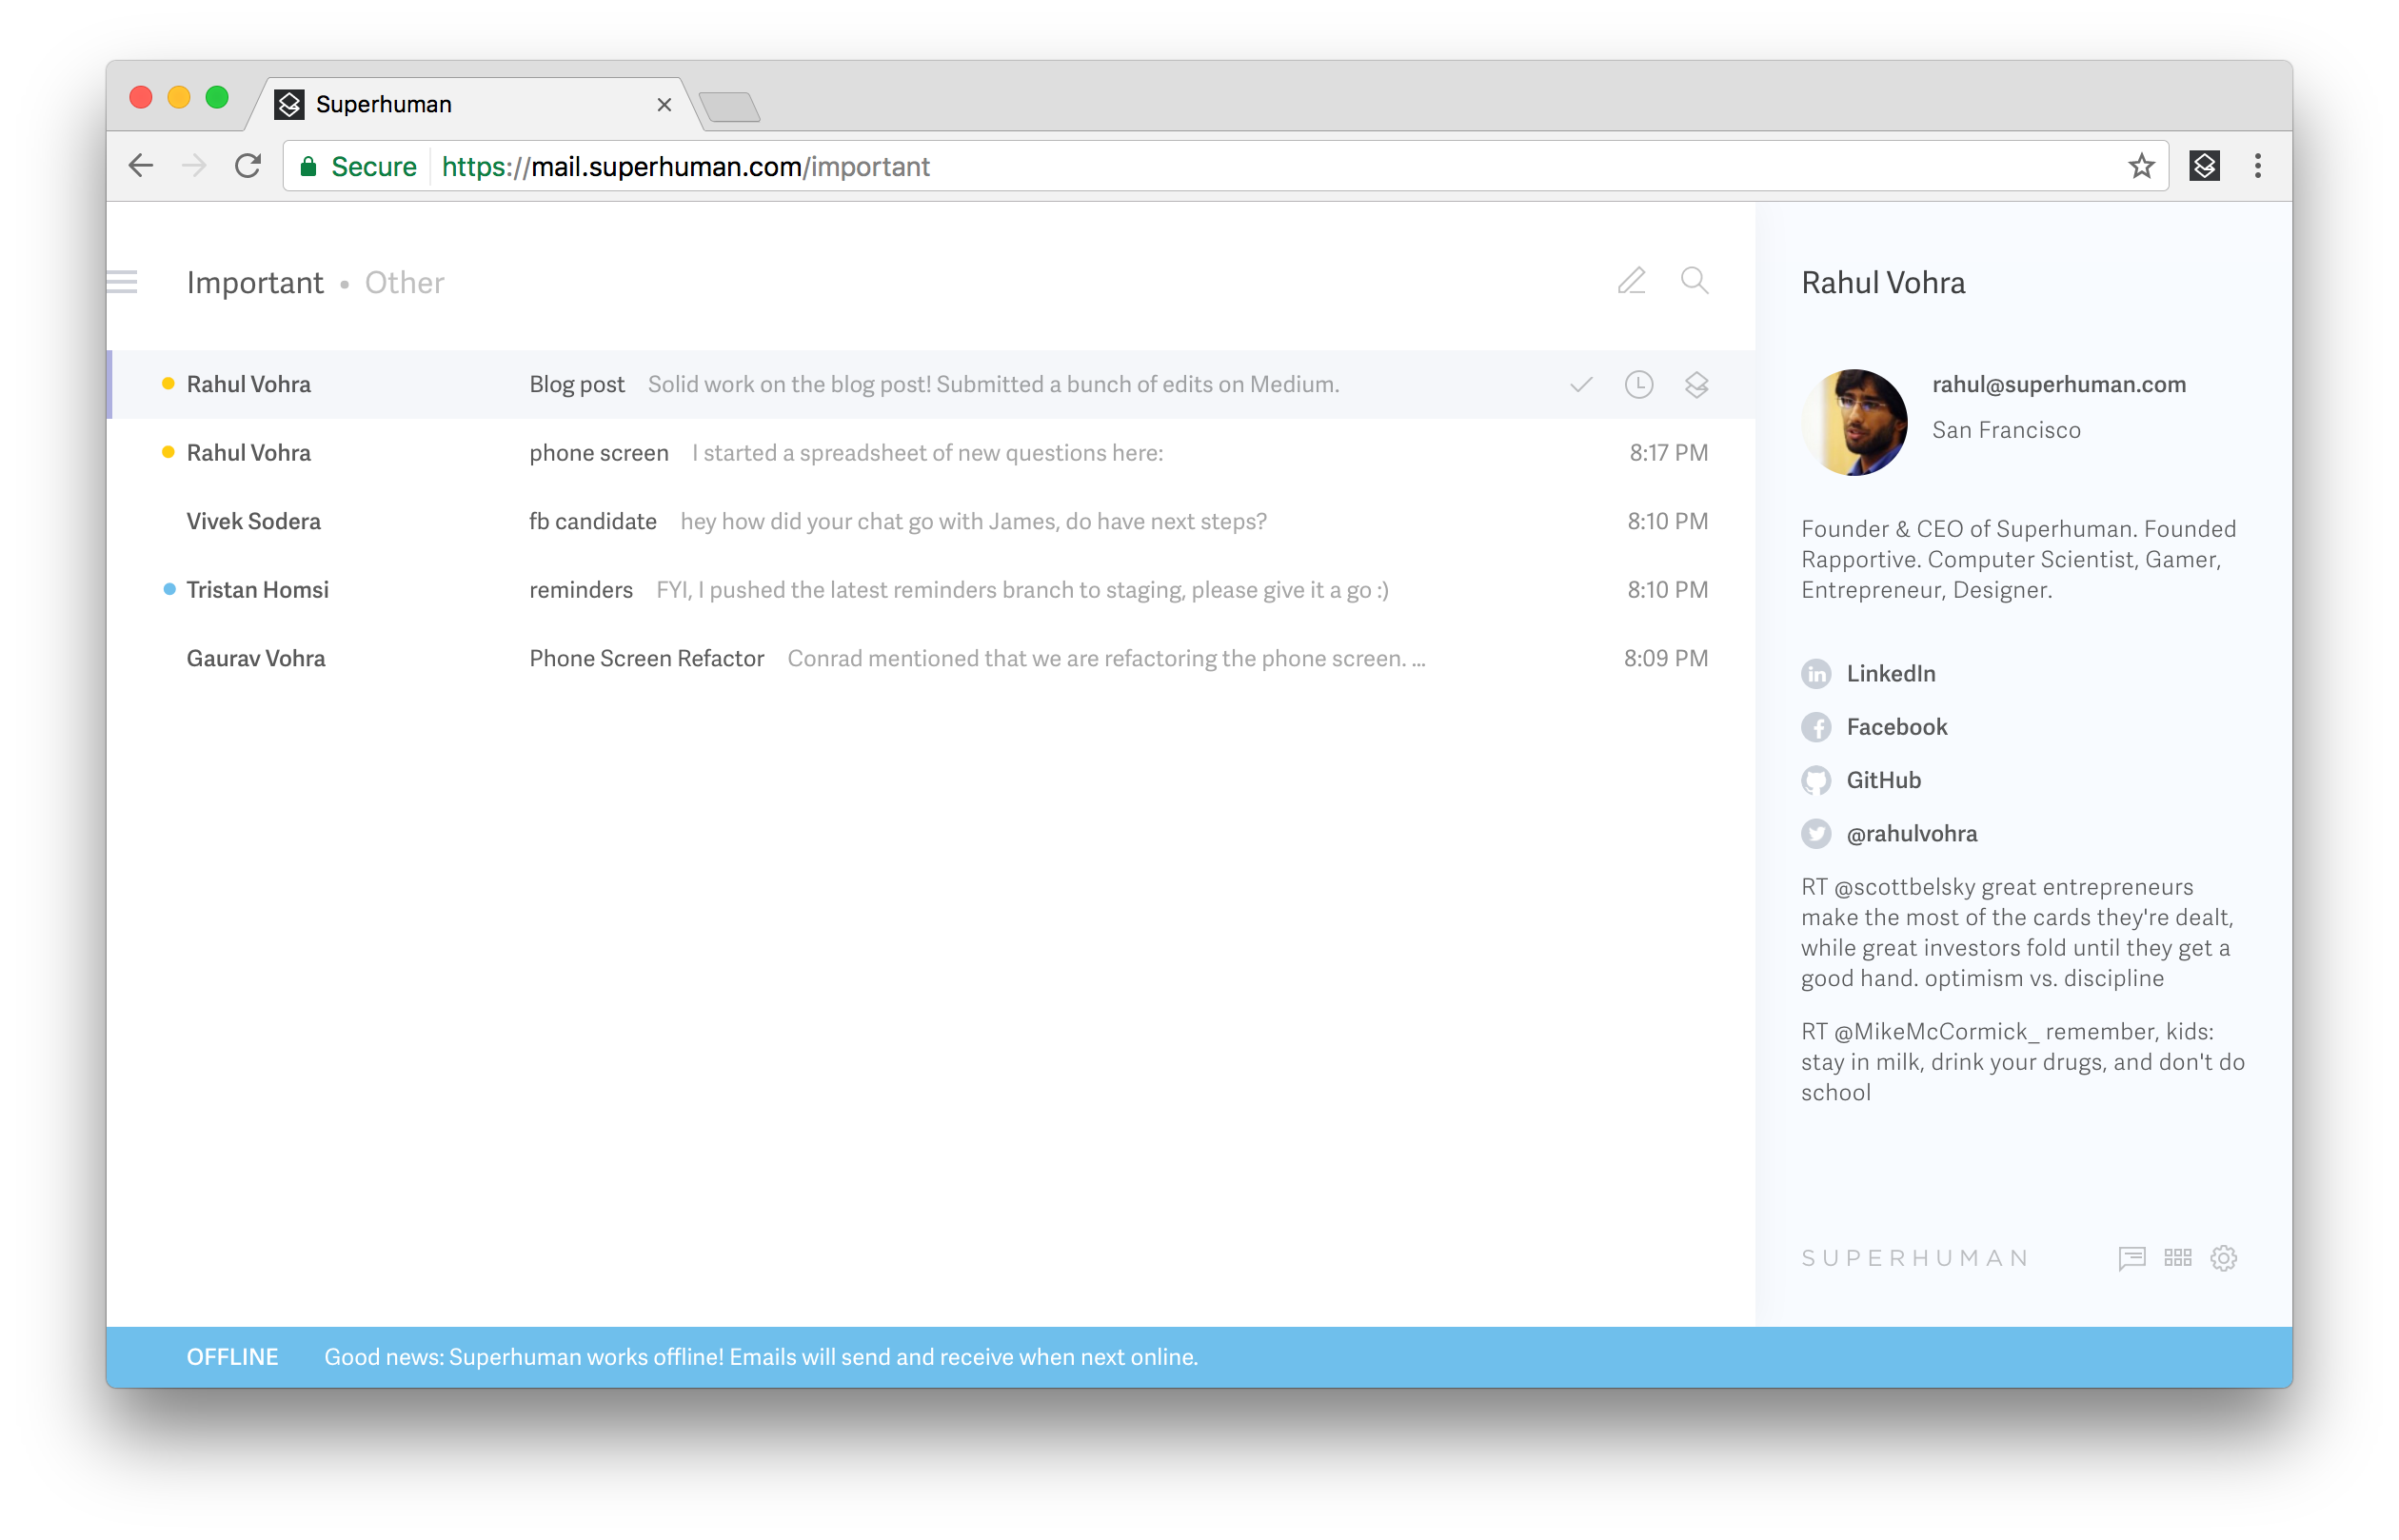 Superhuman
Secure https://mail.superhuman.com/important
Important • Other
Rahul Vohra Blog post Solid work on the blog post! Submitted a bunch of edits on Medium.
Rahul Vohra phone screen I started a spreadsheet of new questions here: 8:17 PM
Vivek Sodera fb candidate hey how did your chat go with James, do have next steps? 8:10 PM
Tristan Homsi reminders FYI, I pushed the latest reminders branch to staging, please give it a go :) 8:10 PM
Gaurav Vohra Phone Screen Refactor Conrad mentioned that we are refactoring the phone screen. ... 8:09 PM
Rahul Vohra
rahul@superhuman.com
San Francisco
Founder & CEO of Superhuman. Founded
Rapportive. Computer Scientist, Gamer,
Entrepreneur, Designer.
in LinkedIn
f Facebook
GitHub
@rahulvohra
RT @scottbelsky great entrepreneurs
make the most of the cards they're dealt,
while great investors fold until they get a
good hand. optimism vs. discipline
RT @MikeMcCormick_ remember, kids:
stay in milk, drink your drugs, and don't do
school
SUPERHUMAN
OFFLINE Good news: Superhuman works offline! Emails will send and receive when next online.